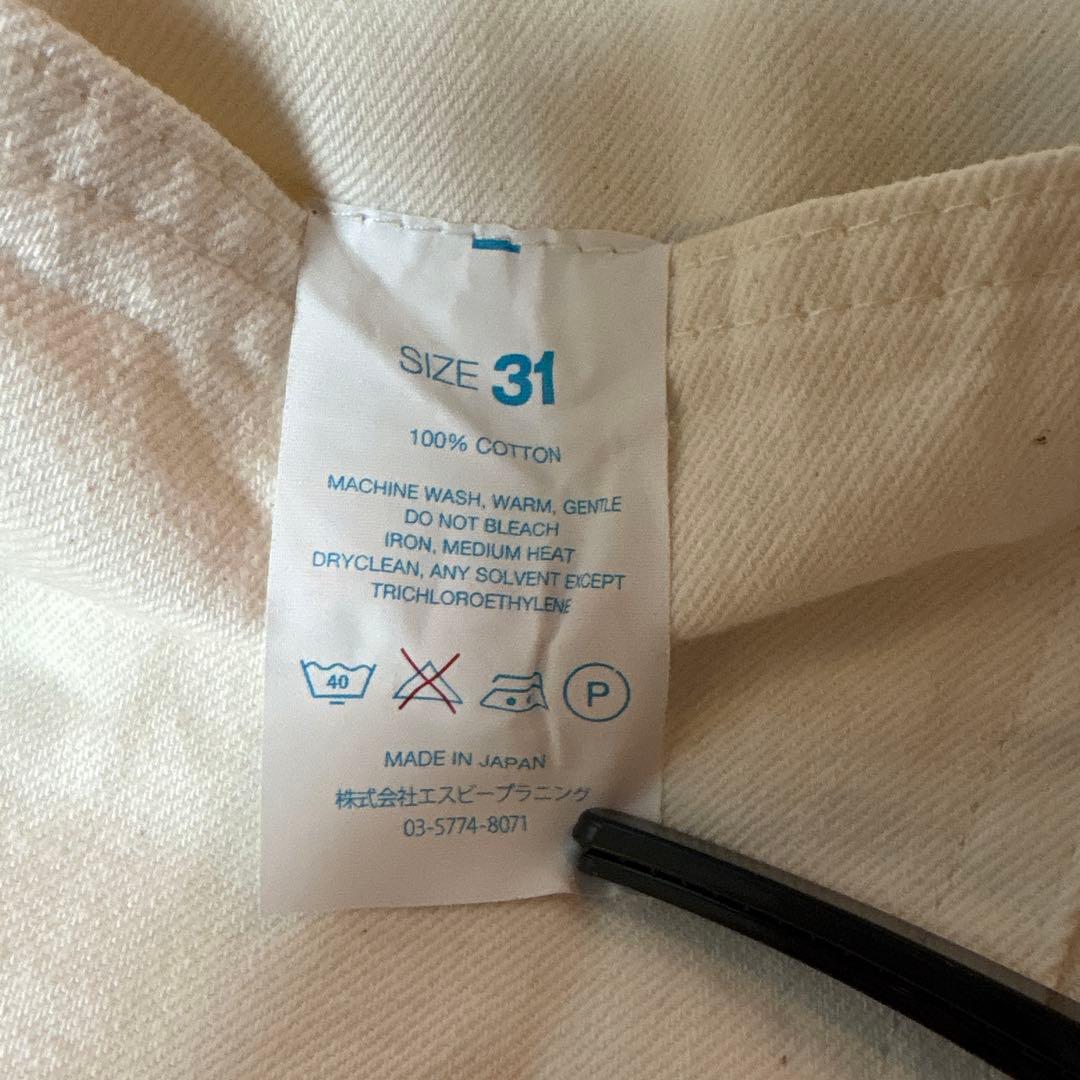 SIZE 31
100% COTTON
MACHINE WASH, WARM, GENTLE
DO NOT BLEACH
IRON, MEDIUM HEAT
DRYCLEAN, ANY SOLVENT EXCEPT
TRICHLOROETHYLENE
40
P
MADE IN JAPAN
株式会社エスビープラニング
03-5774-8071